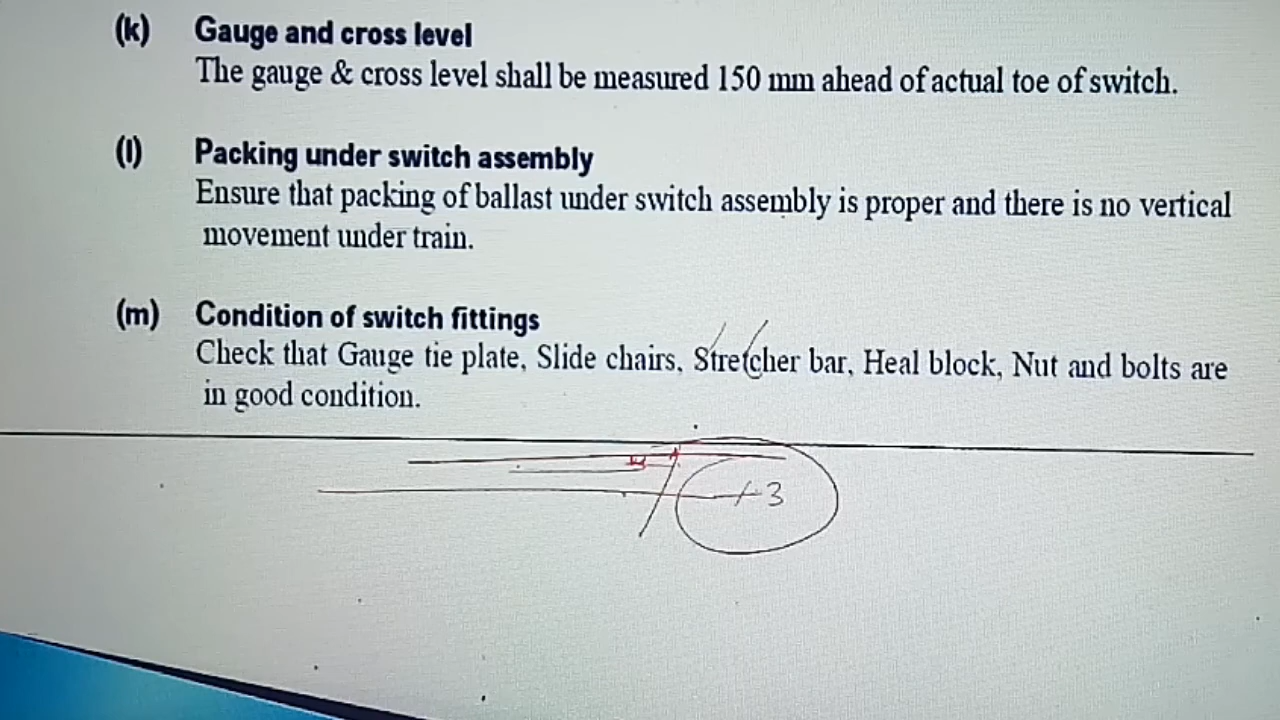 (k) Gauge and cross level
The gauge & cross level shall be measured 150 mm ahead of actual toe of switch.
(l) Packing under switch assembly
Ensure that packing of ballast under switch assembly is proper and there is no vertical
movement under train.
(m) Condition of switch fittings
Check that Gauge tie plate, Slide chairs, Stretcher bar, Heal block, Nut and bolts are
in good condition.
+3